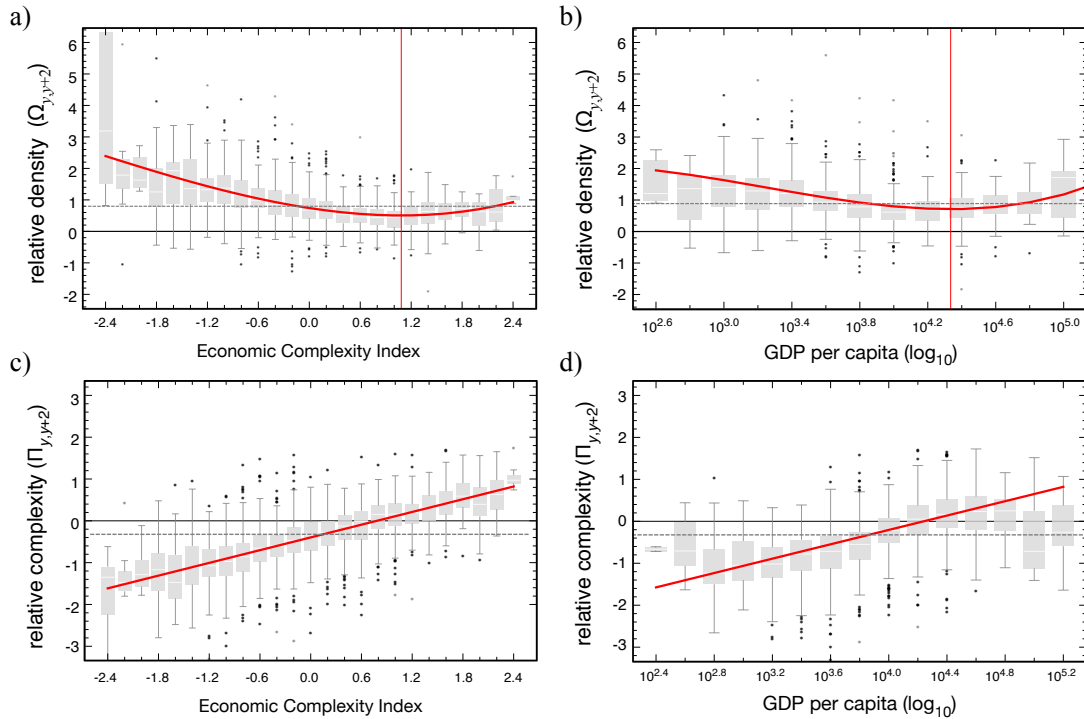 a)
b)
relative density (Ω_{y,y+2})
6
5
4
3
2
1
0
-1
-2
-2.4 -1.8 -1.2 -0.6 0.0 0.6 1.2 1.8 2.4
Economic Complexity Index
relative density (Ω_{y,y+2})
6
5
4
3
2
1
0
-1
-2
10^2.6 10^3.0 10^3.4 10^3.8 10^4.2 10^4.6 10^5.0
GDP per capita (log10)
c)
d)
relative complexity (Π_{y,y+2})
3
2
1
0
-1
-2
-3
-2.4 -1.8 -1.2 -0.6 0.0 0.6 1.2 1.8 2.4
Economic Complexity Index
relative complexity (Π_{y,y+2})
3
2
1
0
-1
-2
-3
10^2.4 10^2.8 10^3.2 10^3.6 10^4.0 10^4.4 10^4.8 10^5.2
GDP per capita (log10)